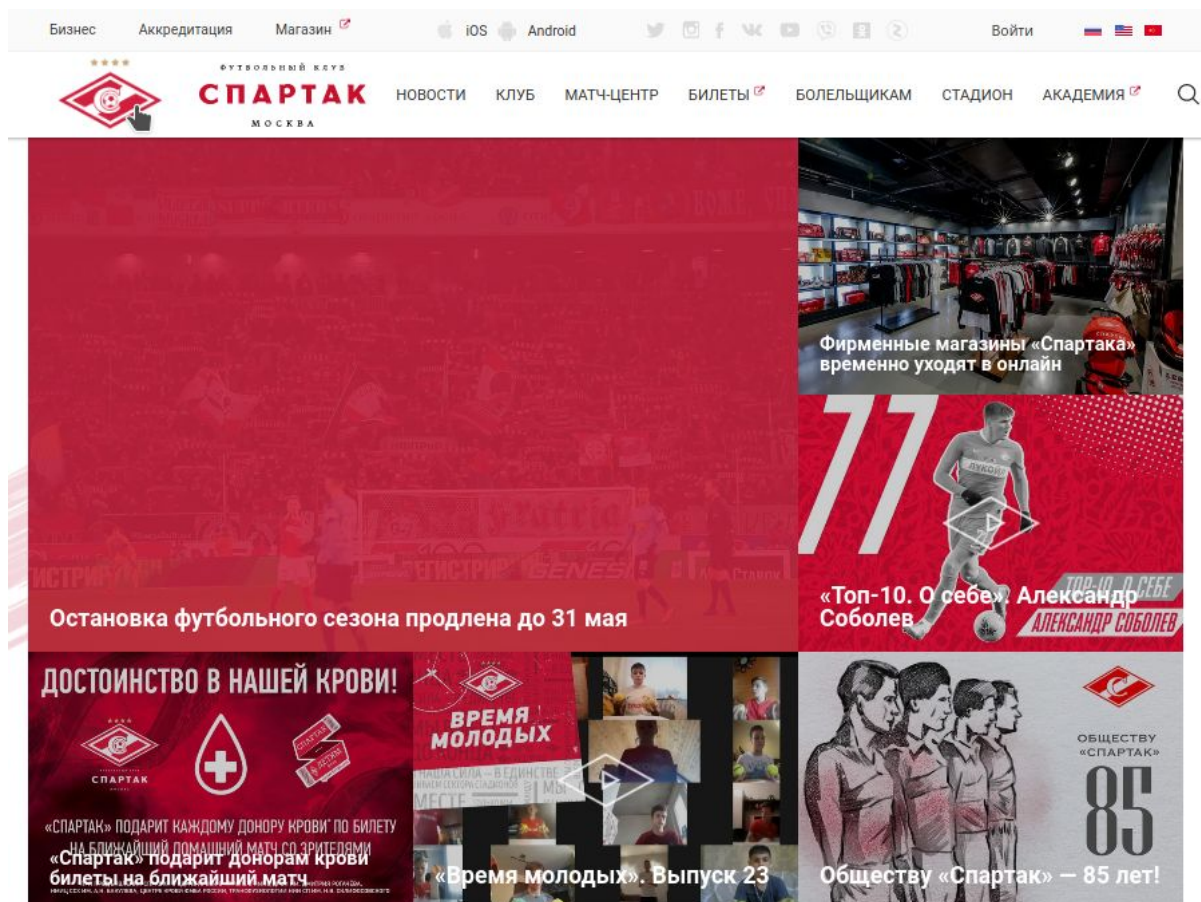 Бизнес Аккредитация Магазин iOS Android Войти
ФУТБОЛЬНЫЙ КЛУБ
СПАРТАК
МОСКВА
НОВОСТИ КЛУБ МАТЧ-ЦЕНТР БИЛЕТЫ БОЛЕЛЬЩИКАМ СТАДИОН АКАДЕМИЯ
Остановка футбольного сезона продлена до 31 мая
Фирменные магазины «Спартака»
временно уходят в онлайн
77
ЛУКОЙЛ
ТОП-10. О СЕБЕ
АЛЕКСАНДР СОБОЛЕВ
«Топ-10. О себе». Александр
Соболев
ДОСТОИНСТВО В НАШЕЙ КРОВИ!
СПАРТАК
«СПАРТАК» ПОДАРИТ КАЖДОМУ ДОНОРУ КРОВИ ПО БИЛЕТУ
НА БЛИЖАЙШИЙ ДОМАШНИЙ МАТЧ СО ЗРИТЕЛЯМИ
«Спартак» подарит донорам крови
билеты на ближайший матч
ВРЕМЯ
МОЛОДЫХ
НАША СИЛА – В ЕДИНСТВЕ
«Время молодых». Выпуск 23
ОБЩЕСТВУ
«СПАРТАК»
85
Обществу «Спартак» — 85 лет!